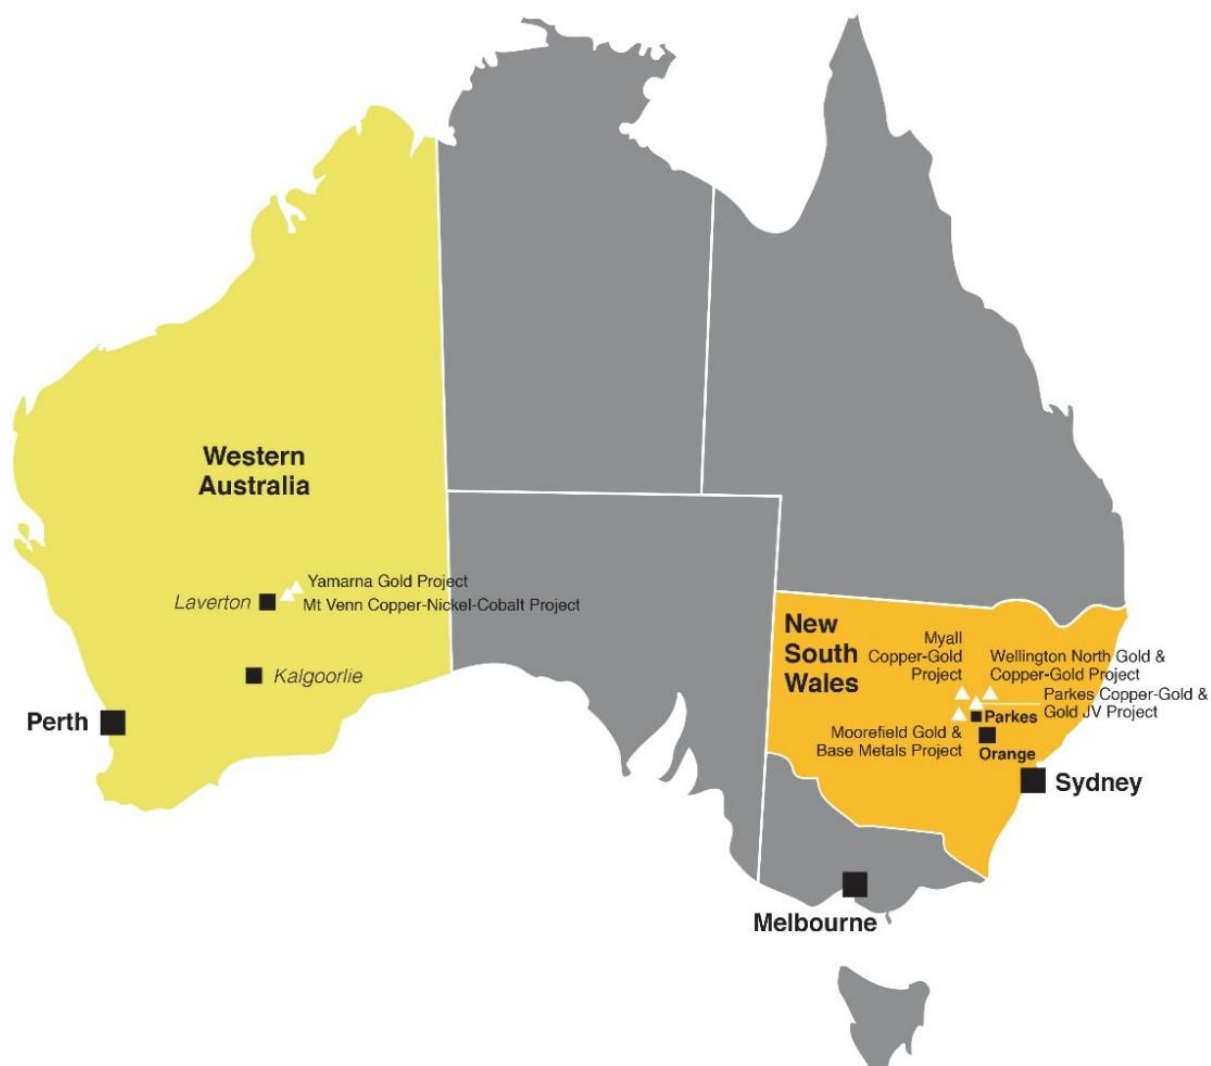 Western
Australia
Yamarna Gold Project
Laverton
Mt Venn Copper-Nickel-Cobalt Project
Kalgoorlie
Perth
New
South
Wales
Myall
Copper-Gold
Project
Wellington North Gold &
Copper-Gold Project
Parkes Copper-Gold &
Gold JV Project
Parkes
Moorefield Gold &
Base Metals Project
Orange
Sydney
Melbourne